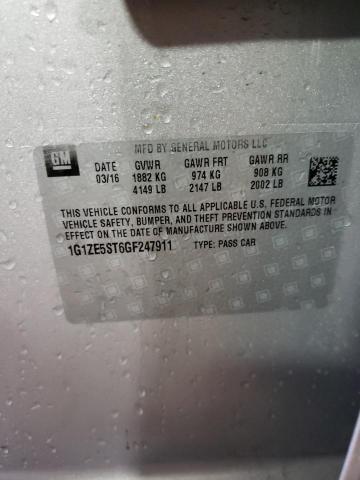 MFD BY GENERAL MOTORS LLC
GM DATE GVWR GAWR FRT GAWR RR
03/16 1882 KG 974 KG 908 KG
4149 LB 2147 LB 2002 LB
THIS VEHICLE CONFORMS TO ALL APPLICABLE U.S. FEDERAL MOTOR
VEHICLE SAFETY, BUMPER, AND THEFT PREVENTION STANDARDS IN
EFFECT ON THE DATE OF MANUFACTURE SHOWN ABOVE.
1G1ZE5ST6GF247911 TYPE: PASS CAR